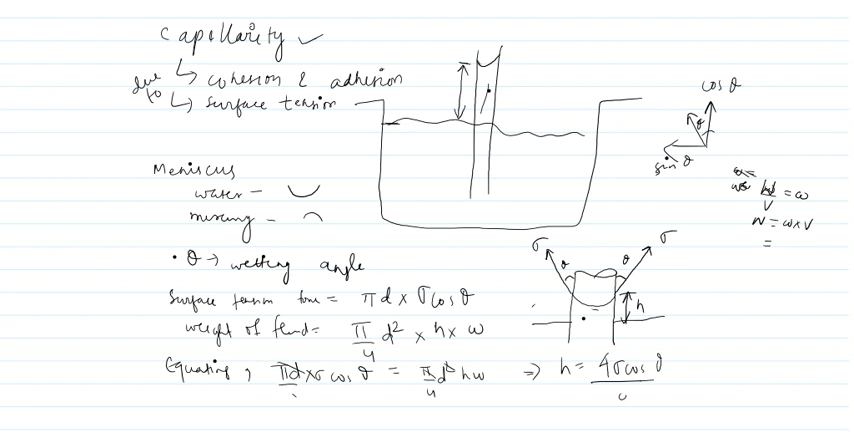 Capillarity ✓
due to ↳ cohesion & adhesion
↳ surface tension
cos θ
θ
sin θ
Meniscus
water –
W/V = ω
W = ω x V
=
• θ → wetting angle
σ θ θ σ
Surface tension force = πd x σ cos θ
h
weight of fluid = π/4 d² x h x ω
Equating, πd x σ cos θ = π/4 d² h ω ⇒ h = 4σ cos θ